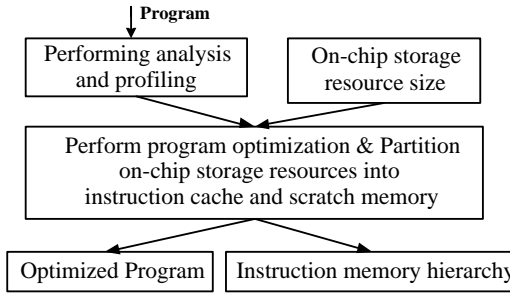 Program
Performing analysis
and profiling
On-chip storage
resource size
Perform program optimization & Partition
on-chip storage resources into
instruction cache and scratch memory
Optimized Program
Instruction memory hierarchy